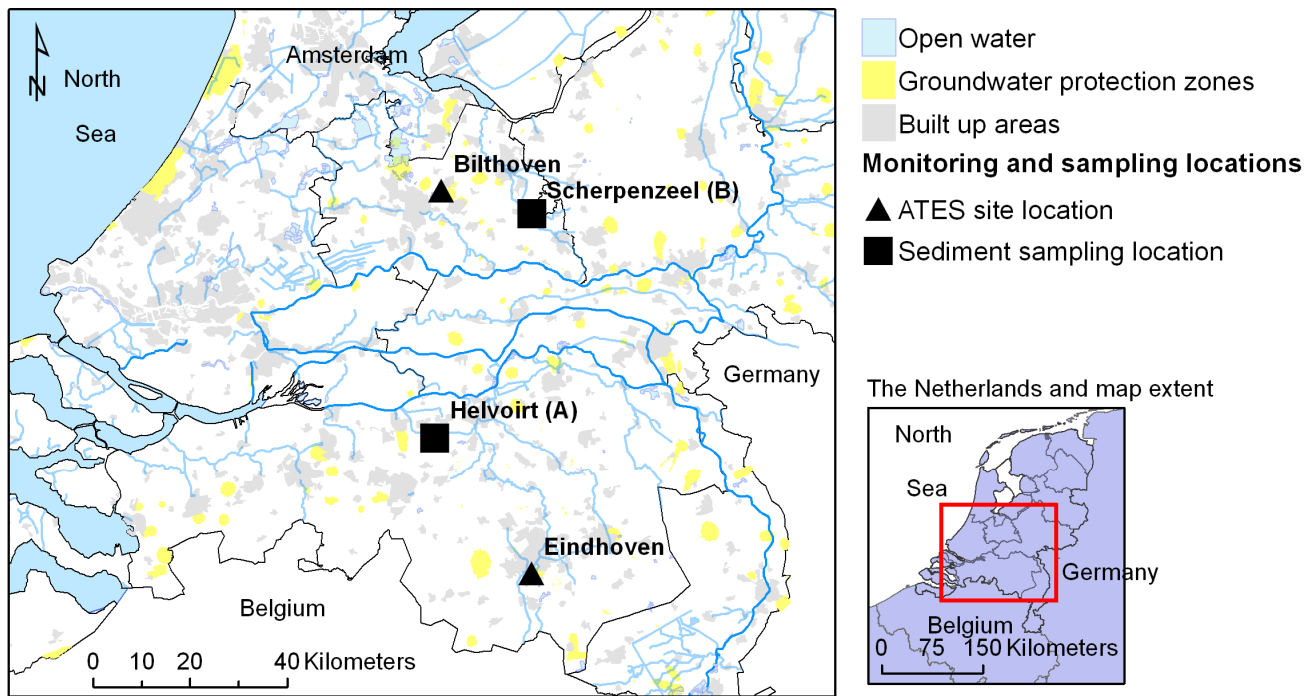 N
North
Sea
Amsterdam
Bilthoven
Scherpenzeel (B)
Germany
Helvoirt (A)
Eindhoven
Belgium
0 10 20 40 Kilometers
Open water
Groundwater protection zones
Built up areas
Monitoring and sampling locations
ATES site location
Sediment sampling location
The Netherlands and map extent
North
Sea
Germany
Belgium
0 75 150 Kilometers